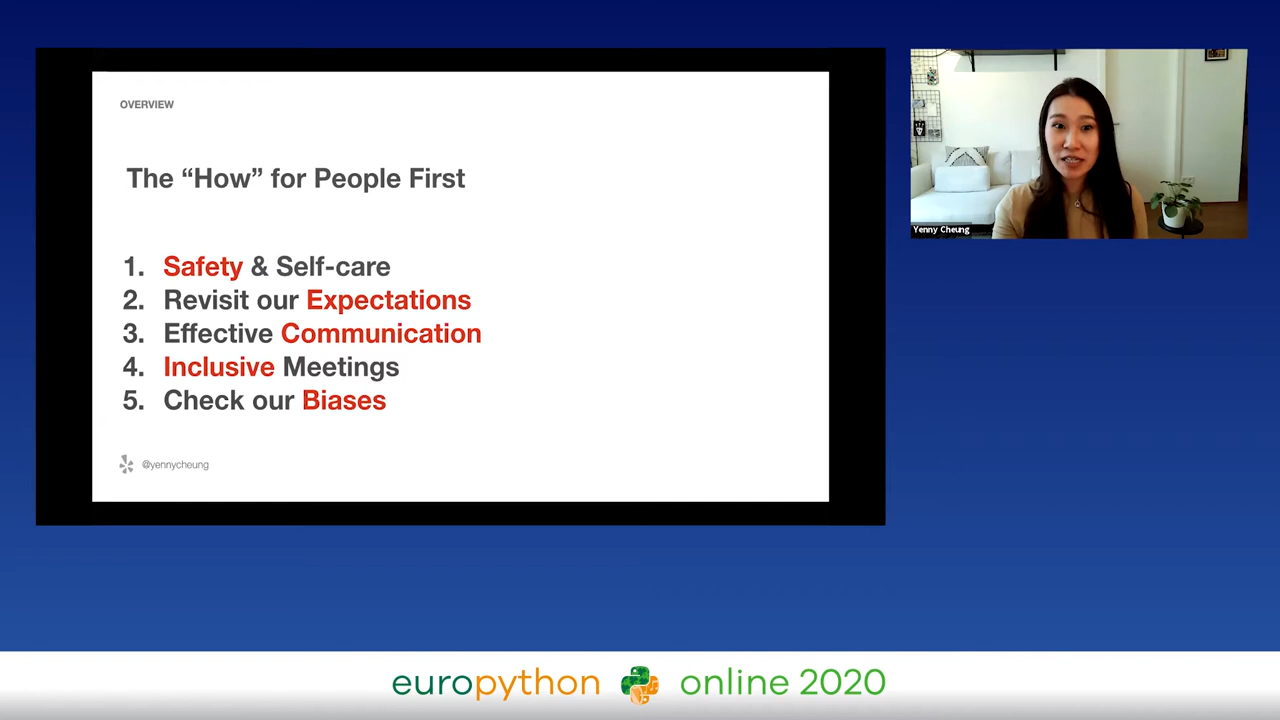 OVERVIEW
The “How” for People First
1. Safety & Self-care
2. Revisit our Expectations
3. Effective Communication
4. Inclusive Meetings
5. Check our Biases
@yennycheung
Yenny Cheung
europython online 2020